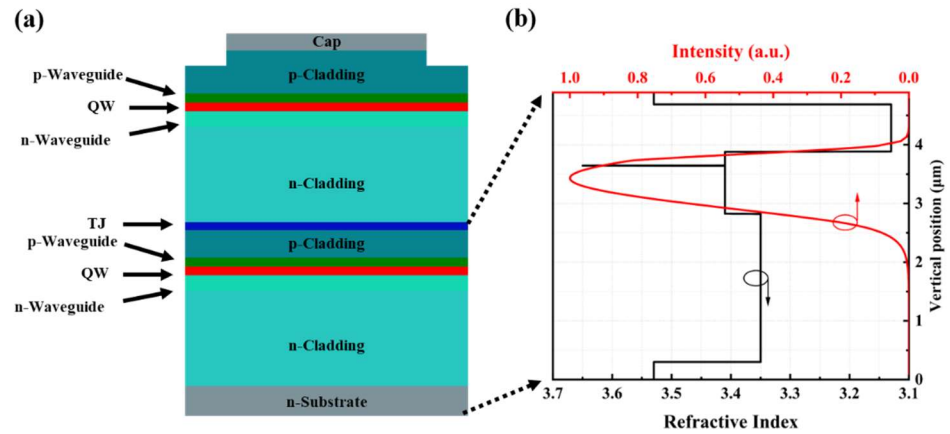 (a)
Cap
p-Cladding
p-Waveguide
QW
n-Waveguide
n-Cladding
TJ
p-Cladding
p-Waveguide
QW
n-Waveguide
n-Cladding
n-Substrate
(b)
Intensity (a.u.)
1.0 0.8 0.6 0.4 0.2 0.0
4
3
2
1
0
Vertical position (μm)
3.7 3.6 3.5 3.4 3.3 3.2 3.1
Refractive Index